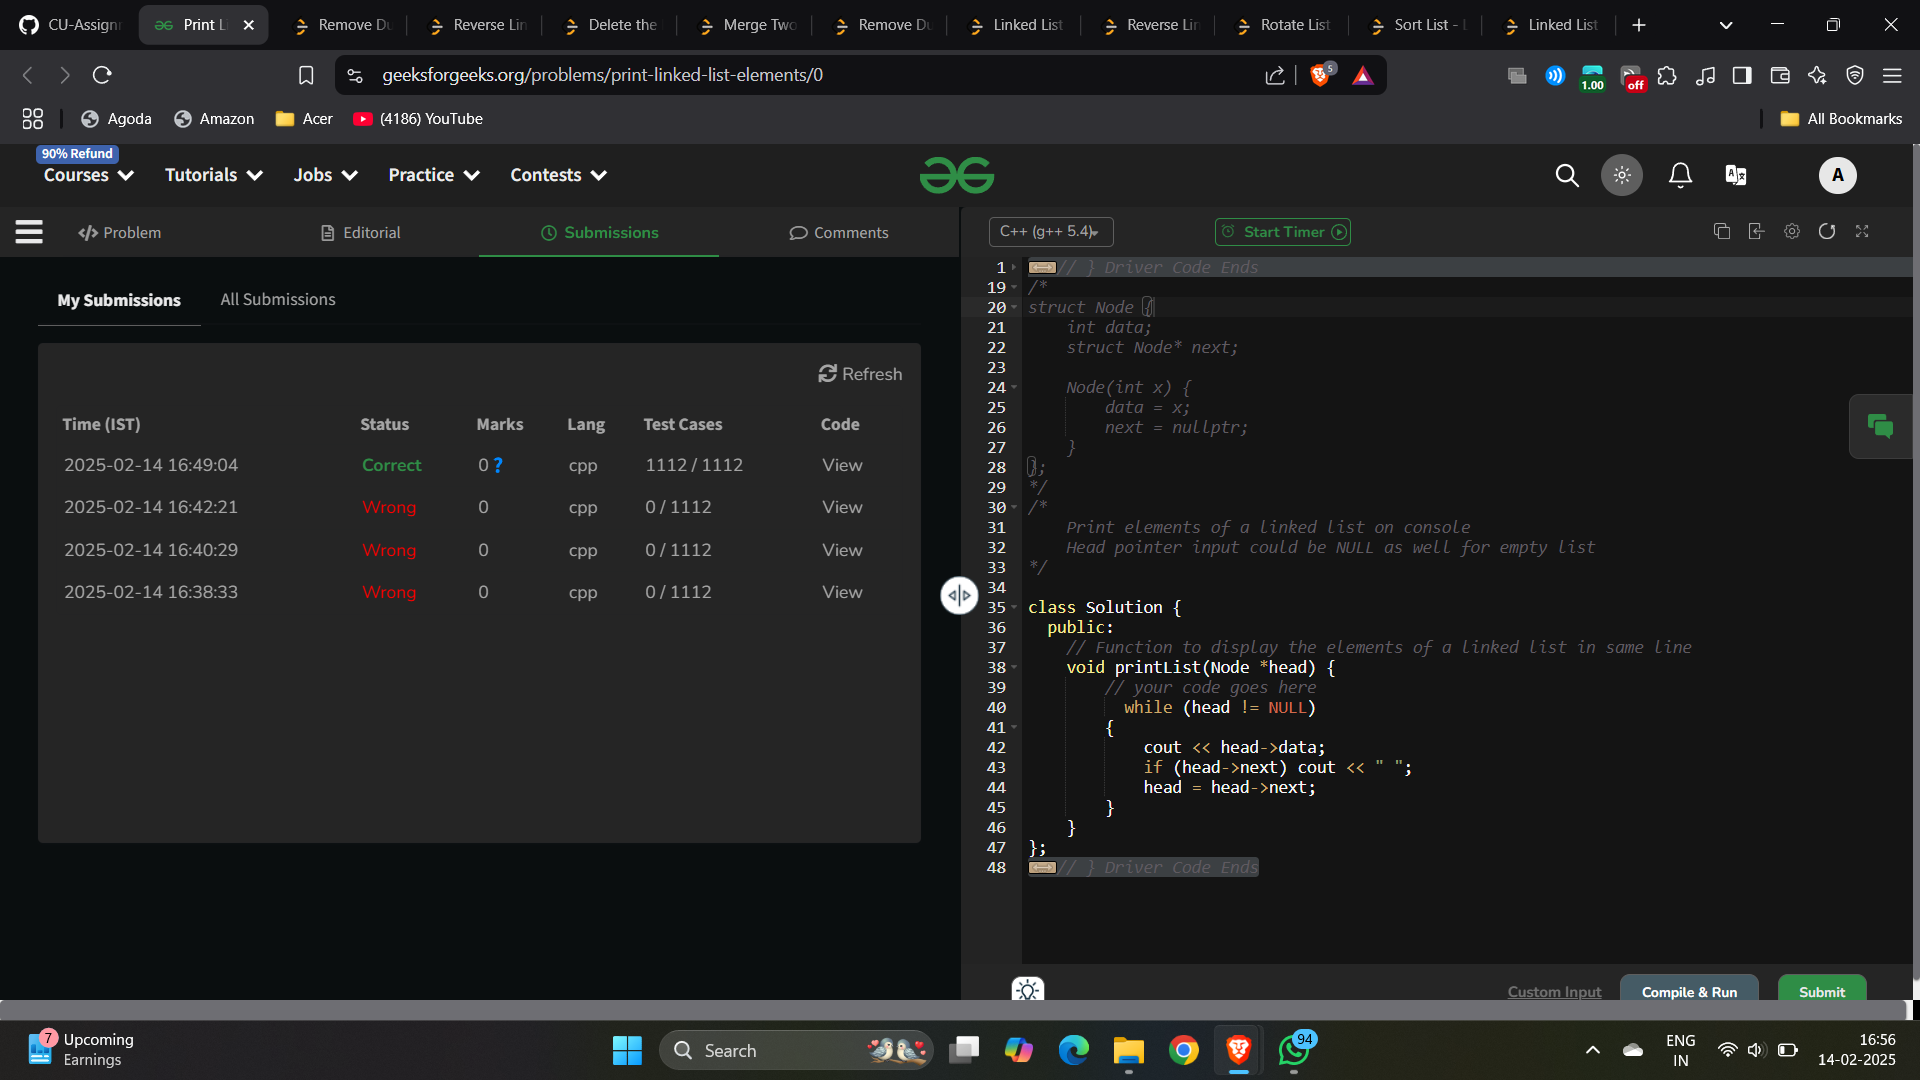 CU-Assignm
Print Li
Remove Du
Reverse Lin
Delete the
Merge Two
Remove Du
Linked List
Reverse Lin
Rotate List
Sort List - L
Linked List
geeksforgeeks.org/problems/print-linked-list-elements/0
5
1.00
off
Agoda
Amazon
Acer
(4186) YouTube
All Bookmarks
90% Refund
Courses
Tutorials
Jobs
Practice
Contests
A
</> Problem
Editorial
Submissions
Comments
C++ (g++ 5.4)
Start Timer
My Submissions
All Submissions
Refresh
Time (IST) Status Marks Lang Test Cases Code
2025-02-14 16:49:04 Correct 0 ? cpp 1112 / 1112 View
2025-02-14 16:42:21 Wrong 0 cpp 0 / 1112 View
2025-02-14 16:40:29 Wrong 0 cpp 0 / 1112 View
2025-02-14 16:38:33 Wrong 0 cpp 0 / 1112 View
1 // } Driver Code Ends
19 /*
20 struct Node {
21 int data;
22 struct Node* next;
23
24 Node(int x) {
25 data = x;
26 next = nullptr;
27 }
28 };
29 */
30 /*
31 Print elements of a linked list on console
32 Head pointer input could be NULL as well for empty list
33 */
34
35 class Solution {
36 public:
37 // Function to display the elements of a linked list in same line
38 void printList(Node *head) {
39 // your code goes here
40 while (head != NULL)
41 {
42 cout << head->data;
43 if (head->next) cout << " ";
44 head = head->next;
45 }
46 }
47 };
48 // } Driver Code Ends
Custom Input
Compile & Run
Submit
7
Upcoming
Earnings
Search
94
ENG
IN
16:56
14-02-2025